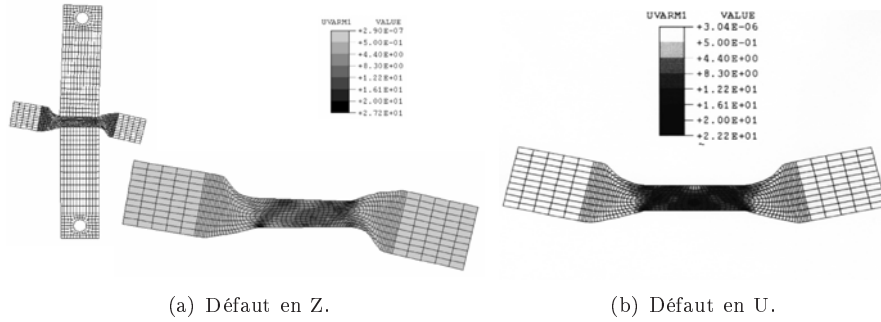 UVARM1 VALUE
+2.90E-07
+5.00E-01
+4.40E+00
+8.30E+00
+1.22E+01
+1.61E+01
+2.00E+01
+2.72E+01
UVARM1 VALUE
+3.04E-06
+5.00E-01
+4.40E+00
+8.30E+00
+1.22E+01
+1.61E+01
+2.00E+01
+2.22E+01
(a) Défaut en Z.
(b) Défaut en U.